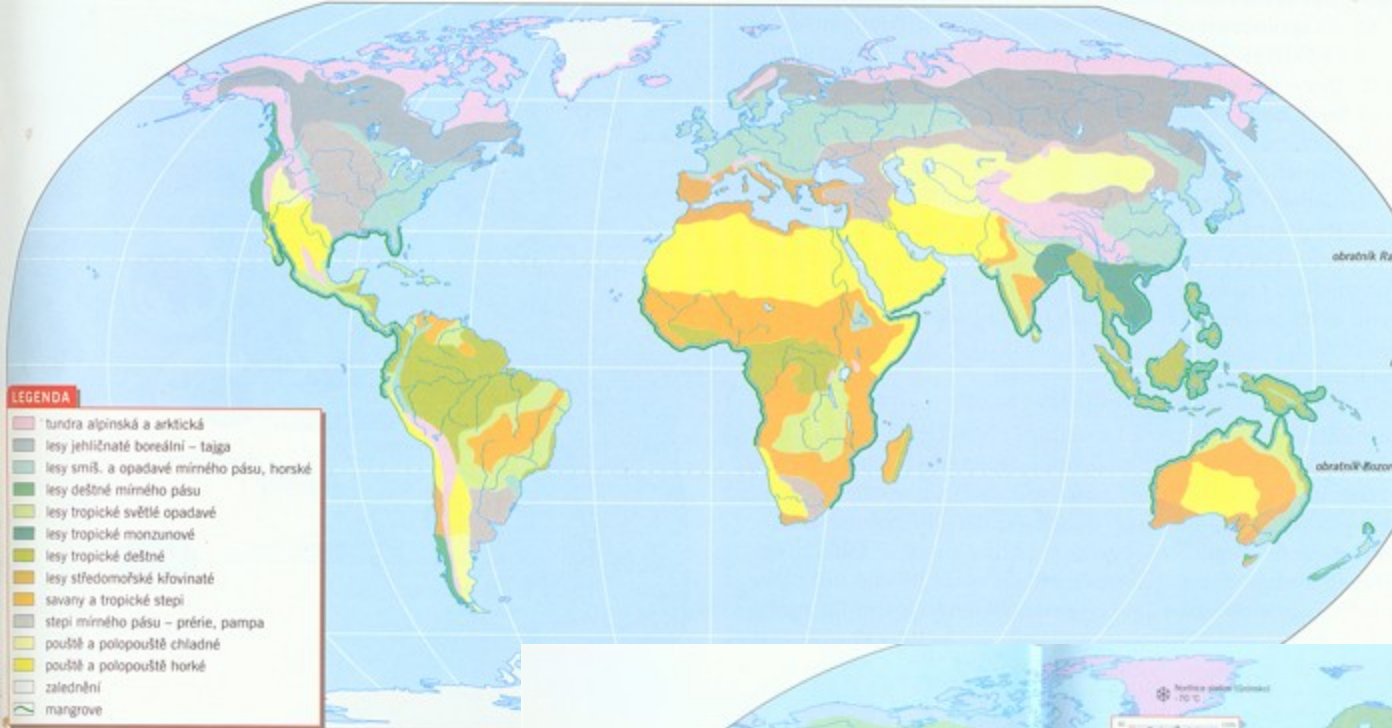 obratník Ra
obratník Kozor
LEGENDA
tundra alpinská a arktická
lesy jehličnaté boreální – tajga
lesy smíš. a opadavé mírného pásu, horské
lesy deštné mírného pásu
lesy tropické světlé opadavé
lesy tropické monzunové
lesy tropické deštné
lesy středomořské křovinaté
savany a tropické stepi
stepi mírného pásu – prérie, pampa
pouště a polopouště chladné
pouště a polopouště horké
zalednění
mangrove
-70 °C